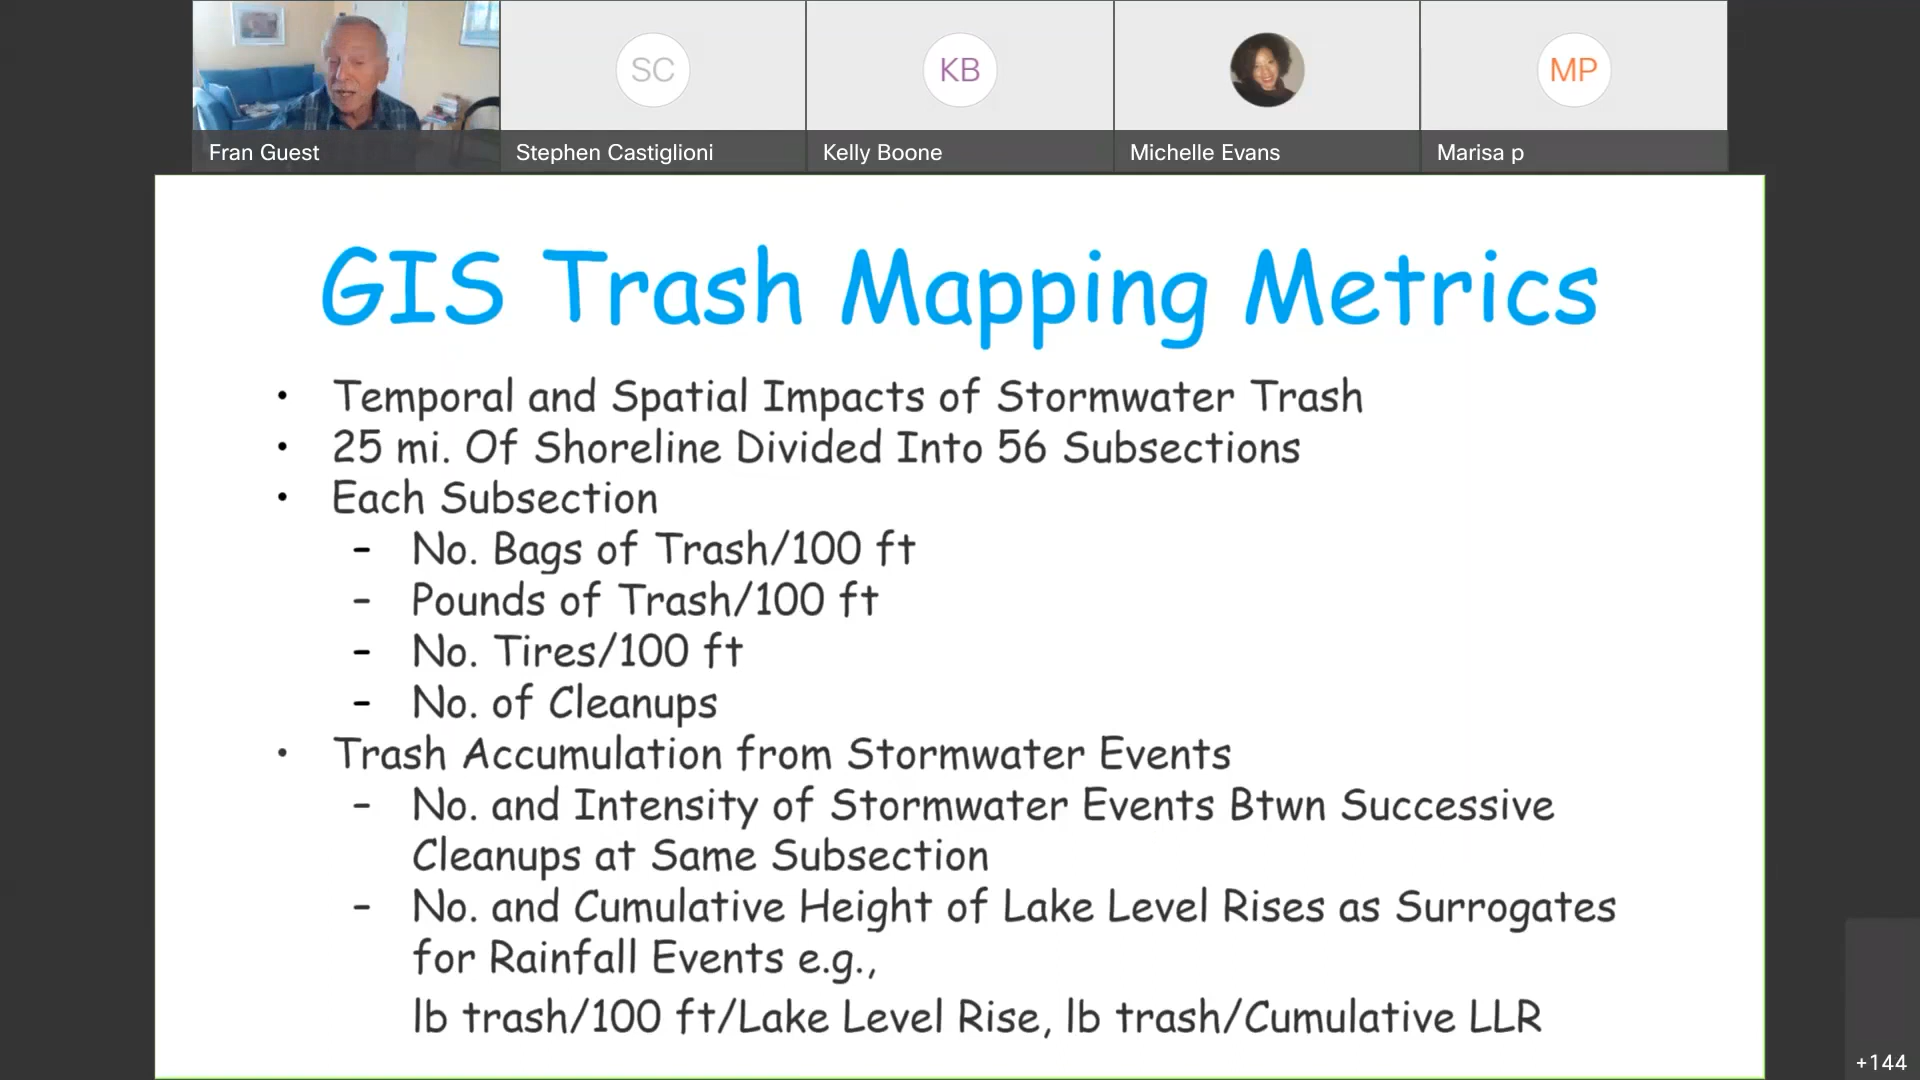 SC
KB
MP
Fran Guest
Stephen Castiglioni
Kelly Boone
Michelle Evans
Marisa p
GIS Trash Mapping Metrics
• Temporal and Spatial Impacts of Stormwater Trash
• 25 mi. Of Shoreline Divided Into 56 Subsections
• Each Subsection
– No. Bags of Trash/100 ft
– Pounds of Trash/100 ft
– No. Tires/100 ft
– No. of Cleanups
• Trash Accumulation from Stormwater Events
– No. and Intensity of Stormwater Events Btwn Successive
Cleanups at Same Subsection
– No. and Cumulative Height of Lake Level Rises as Surrogates
for Rainfall Events e.g.,
lb trash/100 ft/Lake Level Rise, lb trash/Cumulative LLR
+144